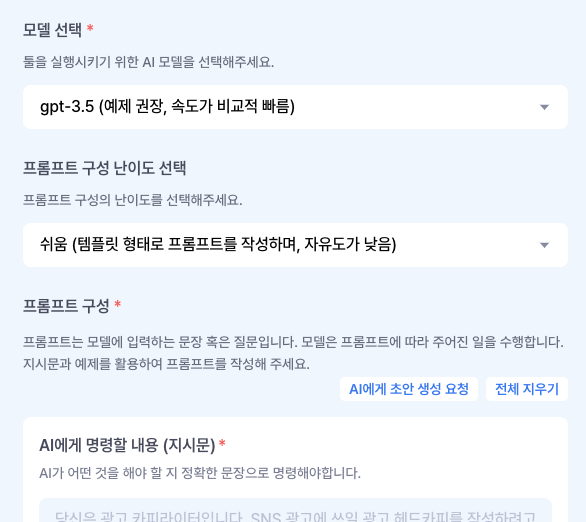 모델 선택 *
툴을 실행시키기 위한 AI 모델을 선택해주세요.
gpt-3.5 (예제 권장, 속도가 비교적 빠름)
프롬프트 구성 난이도 선택
프롬프트 구성의 난이도를 선택해주세요.
쉬움 (템플릿 형태로 프롬프트를 작성하며, 자유도가 낮음)
프롬프트 구성 *
프롬프트는 모델에 입력하는 문장 혹은 질문입니다. 모델은 프롬프트에 따라 주어진 일을 수행합니다.
지시문과 예제를 활용하여 프롬프트를 작성해 주세요.
AI에게 초안 생성 요청 전체 지우기
AI에게 명령할 내용 (지시문) *
AI가 어떤 것을 해야 할 지 정확한 문장으로 명령해야합니다.
당신은 광고 카피라이터입니다. SNS 광고에 쓰일 광고 헤드카피를 작성하려고